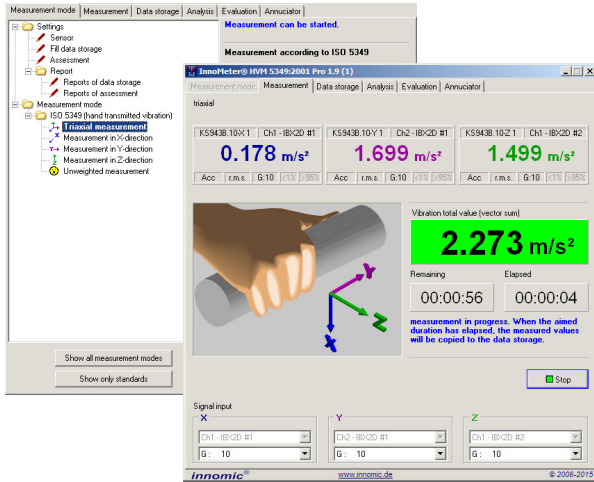 Measurement mode Measurement Data storage Analysis Evaluation Annuciator
Settings
Sensor
Fill data storage
Assessment
Report
Reports of data storage
Reports of assessment
Measurement mode
ISO 5349 (hand transmitted vibration)
Triaxial measurement
Measurement in X-direction
Measurement in Y-direction
Measurement in Z-direction
Unweighted measurement
Show all measurement modes
Show only standards
Measurement can be started.
Measurement according to ISO 5349
InnoMeter® HVM 5349:2001 Pro 1.9 (1)
Measurement mode Measurement Data storage Analysis Evaluation Annuciator
triaxial
KS943B.10-X 1 Ch1 - IBX2D #1 KS943B.10-Y 1 Ch2 - IBX2D #1 KS943B.10-Z 1 Ch1 - IBX2D #2
0.178 m/s² 1.699 m/s² 1.499 m/s²
Acc r.m.s. G:10 <1% >95% Acc r.m.s. G:10 <1% >95% Acc r.m.s. G:10 <1% >95%
X
Y
Z
Vibration total value (vector sum)
2.273 m/s²
Remaining Elapsed
00:00:56 00:00:04
measurement in progress. When the aimed
duration has elapsed, the measured values
will be copied to the data storage.
Stop
Signal input
X Y Z
Ch1 - IBX2D #1 Ch2 - IBX2D #1 Ch1 - IBX2D #2
G: 10 G: 10 G: 10
innomic® www.innomic.de © 2006-2015